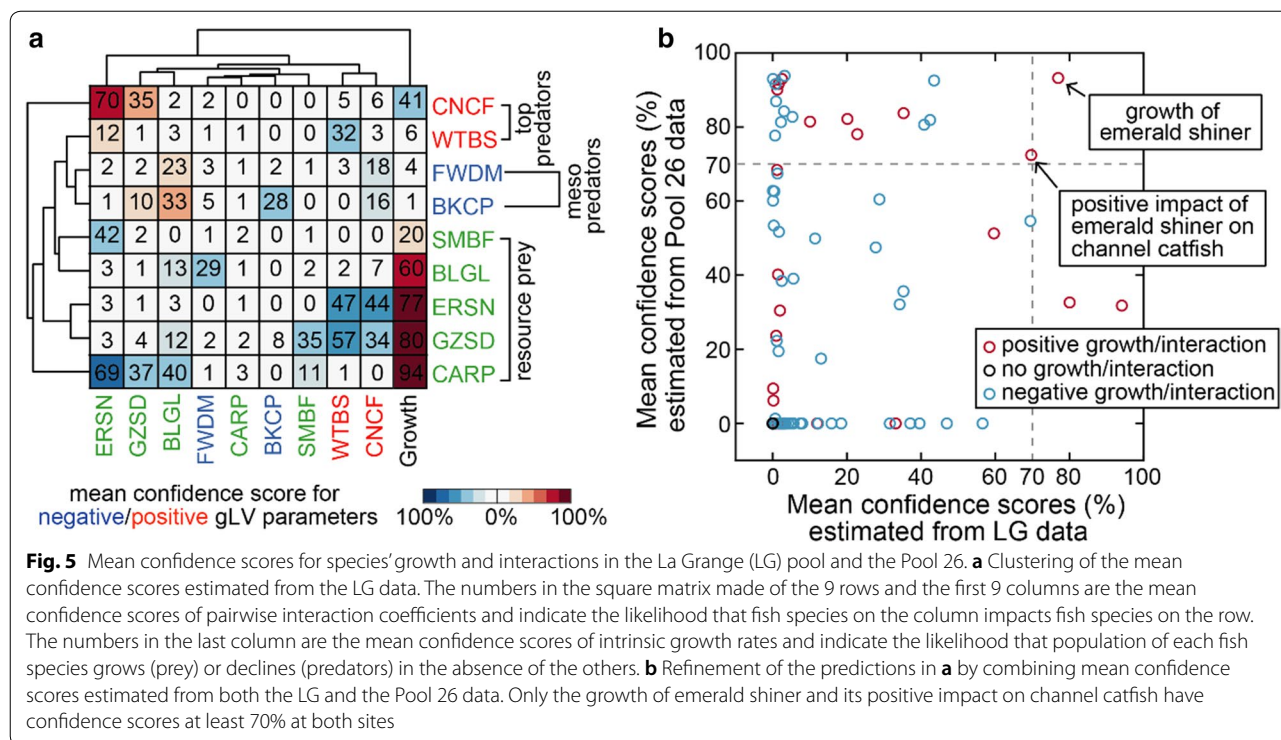 a
70 35 2 2 0 0 0 5 6 41 CNCF
12 1 3 1 1 0 0 32 3 6 WTBS
top predators
2 2 23 3 1 2 1 3 18 4 FWDM
1 10 33 5 1 28 0 0 16 1 BKCP
meso predators
42 2 0 1 2 0 1 0 0 20 SMBF
3 1 13 29 1 0 2 2 7 60 BLGL
3 1 3 0 1 0 0 47 44 77 ERSN
3 4 12 2 2 8 35 57 34 80 GZSD
69 37 40 1 3 0 11 1 0 94 CARP
resource prey
ERSN GZSD BLGL FWDM CARP BKCP SMBF WTBS CNCF Growth
mean confidence score for
negative/positive gLV parameters
100% 0% 100%
b
Mean confidence scores (%)
estimated from Pool 26 data
100
80
70
60
40
20
0
growth of
emerald shiner
positive impact of
emerald shiner on
channel catfish
positive growth/interaction
no growth/interaction
negative growth/interaction
0 20 40 60 70 80 100
Mean confidence scores (%)
estimated from LG data
Fig. 5 Mean confidence scores for species' growth and interactions in the La Grange (LG) pool and the Pool 26. a Clustering of the mean
confidence scores estimated from the LG data. The numbers in the square matrix made of the 9 rows and the first 9 columns are the mean
confidence scores of pairwise interaction coefficients and indicate the likelihood that fish species on the column impacts fish species on the row.
The numbers in the last column are the mean confidence scores of intrinsic growth rates and indicate the likelihood that population of each fish
species grows (prey) or declines (predators) in the absence of the others. b Refinement of the predictions in a by combining mean confidence
scores estimated from both the LG and the Pool 26 data. Only the growth of emerald shiner and its positive impact on channel catfish have
confidence scores at least 70% at both sites